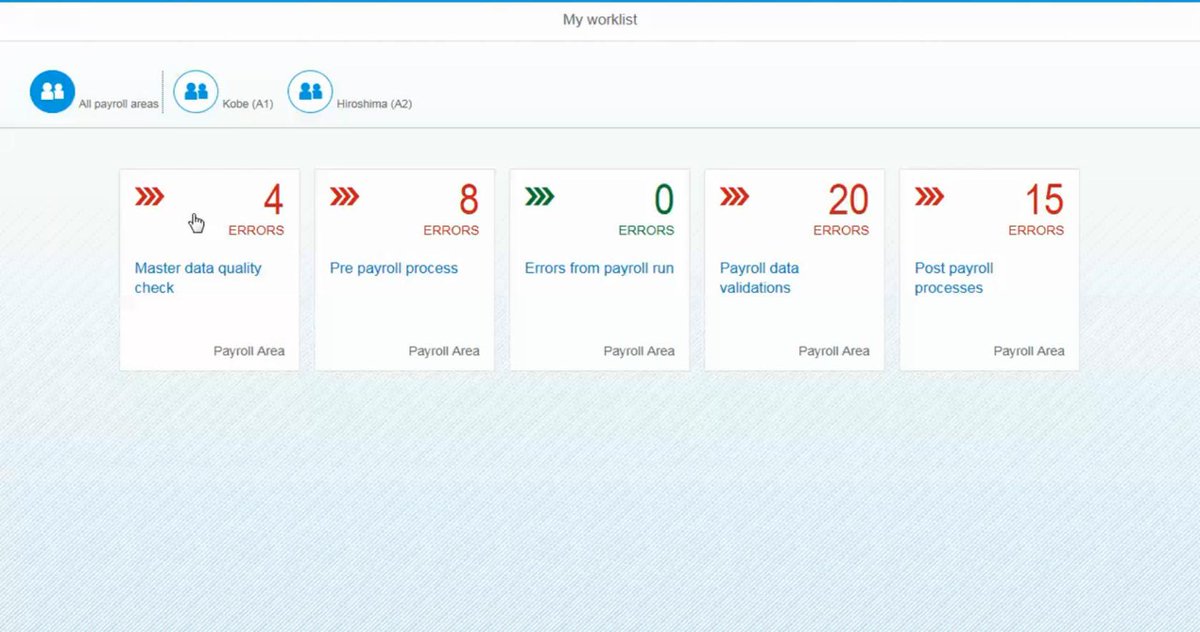 My worklist
All payroll areas
Kobe (A1)
Hiroshima (A2)
4
ERRORS
Master data quality
check
Payroll Area
8
ERRORS
Pre payroll process
Payroll Area
0
ERRORS
Errors from payroll run
Payroll Area
20
ERRORS
Payroll data
validations
Payroll Area
15
ERRORS
Post payroll
processes
Payroll Area